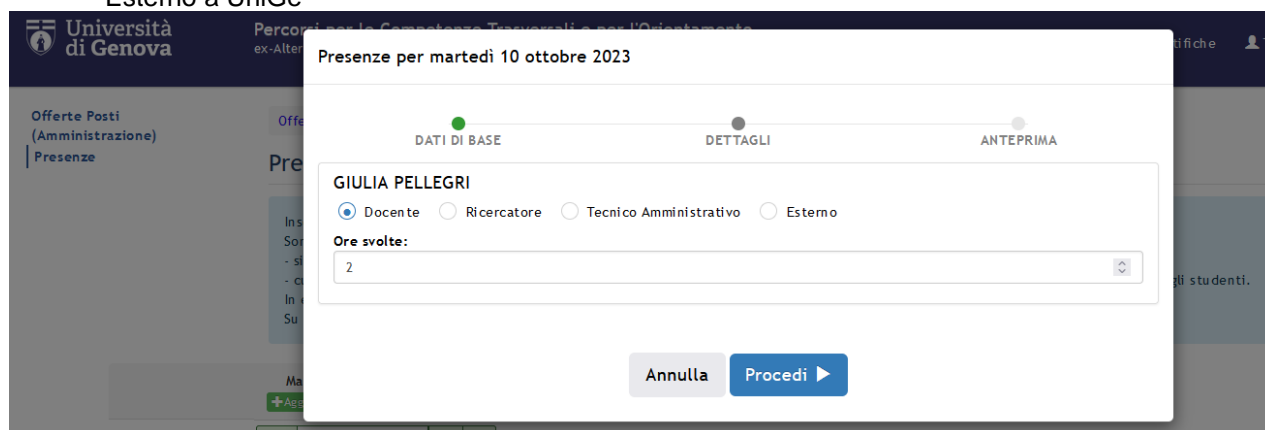 Esterno a UniGe
Università
di Genova
Percorsi per le Competenze Trasversali e per l'Orientamento
ex-Alter
tifiche
Presenze per martedì 10 ottobre 2023
Offerte Posti
(Amministrazione)
Presenze
Offe
Pre
DATI DI BASE
DETTAGLI
ANTEPRIMA
GIULIA PELLEGRI
Docente Ricercatore Tecnico Amministrativo Esterno
Ore svolte:
2
Ins
Son
- si
- cu
gli studenti.
In e
Su
Annulla Procedi
Ma
+Agg